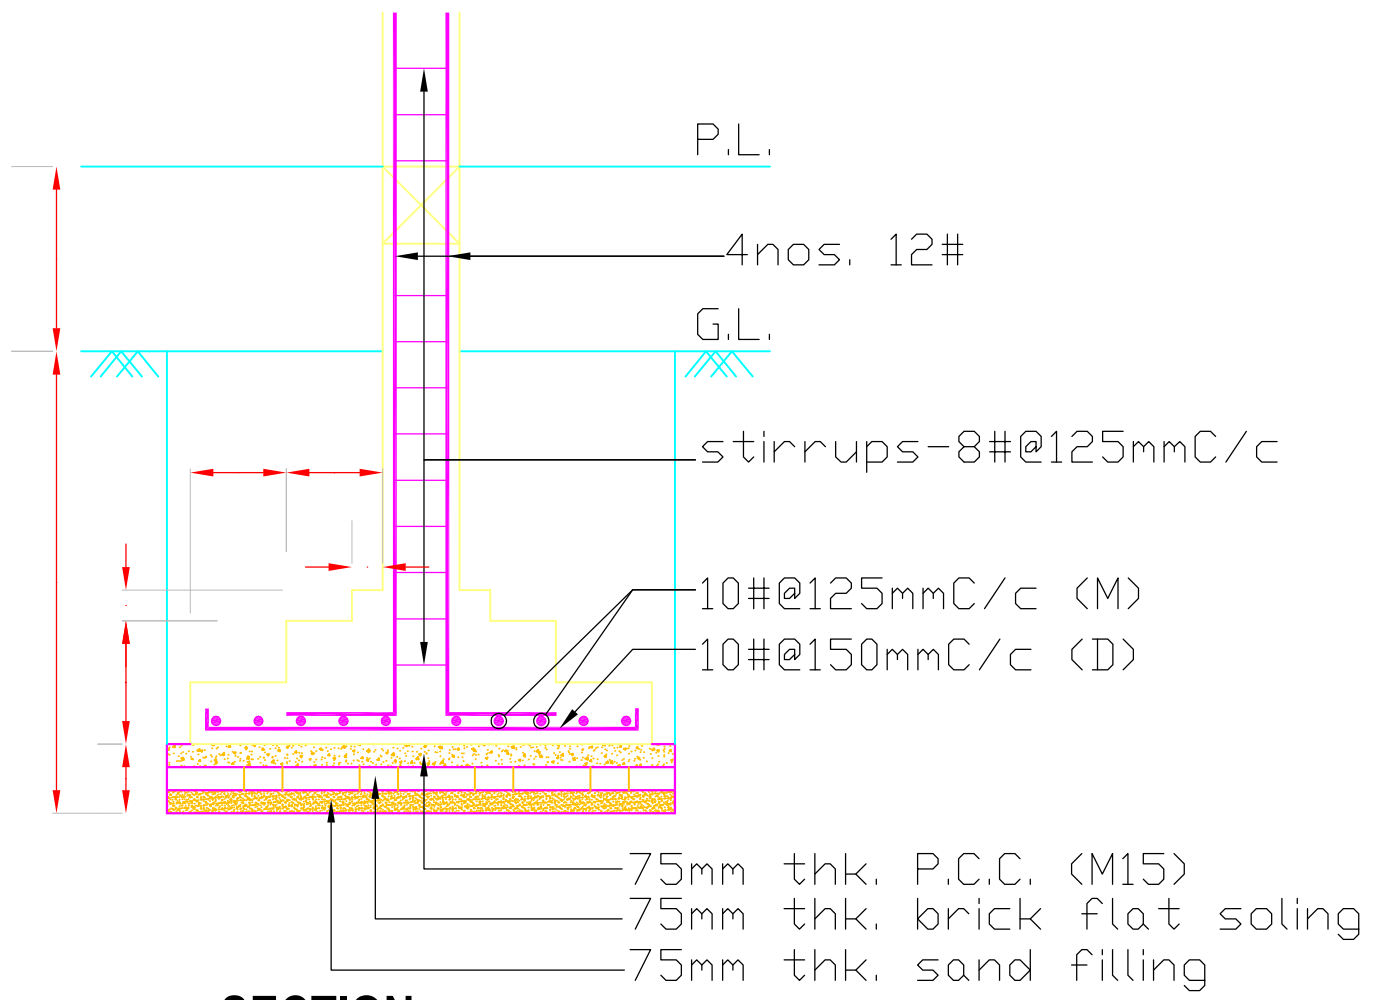 P.L.
4nos. 12#
G.L.
stirrups-8#@125mmC/c
10#@125mmC/c (M)
10#@150mmC/c (D)
75mm thk. P.C.C. (M15)
75mm thk. brick flat soling
75mm thk. sand filling
SECTION